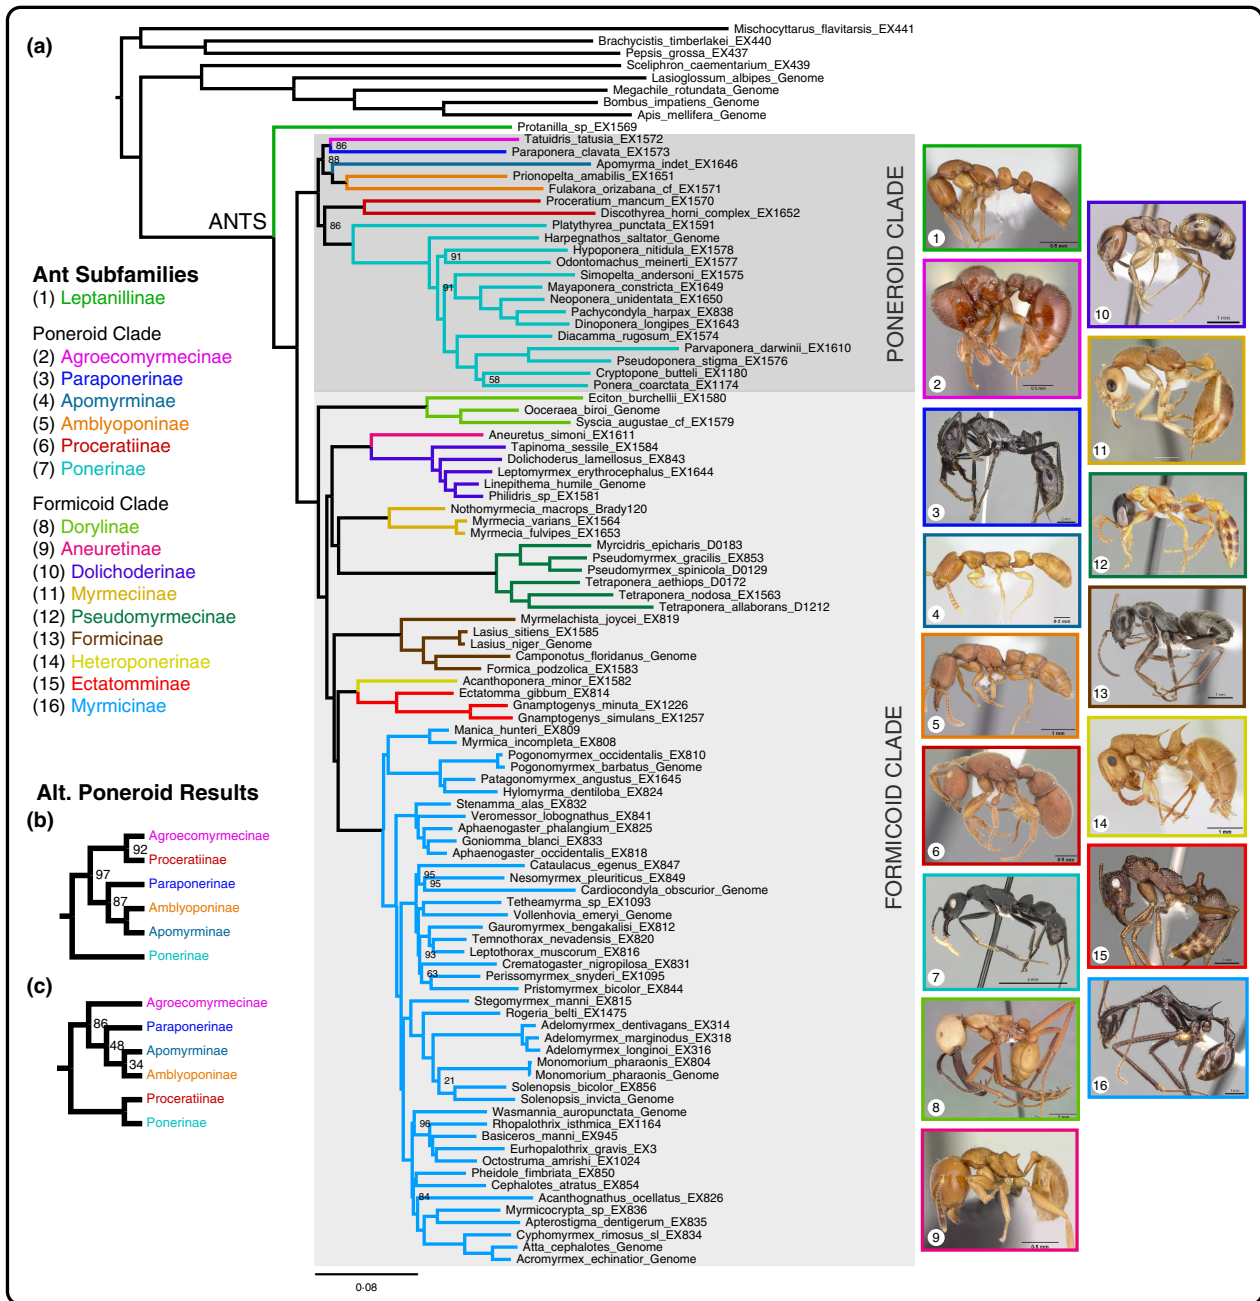 (a)
Mischocyttarus_flavitarsis_EX441
Brachycistis_timberlakei_EX440
Pepsis_grossa_EX437
Sceliphron_caementarium_EX439
Lasioglossum_albipes_Genome
Megachile_rotundata_Genome
Bombus_impatiens_Genome
Apis_mellifera_Genome
Protanilla_sp_EX1569
Tatuidris_tatusia_EX1572
86
Paraponera_clavata_EX1573
88
Apomyrma_indet_EX1646
Prionopelta_amabilis_EX1651
Fulakora_orizabana_cf_EX1571
Proceratium_mancum_EX1570
Discothyrea_horni_complex_EX1652
86
Platythyrea_punctata_EX1591
Harpegnathos_saltator_Genome
Hypoponera_nitidula_EX1578
91
Odontomachus_meinerti_EX1577
Simopelta_andersoni_EX1575
91
Mayaponera_constricta_EX1649
Neoponera_unidentata_EX1650
Pachycondyla_harpax_EX838
Dinoponera_longipes_EX1643
Diacamma_rugosum_EX1574
Parvaponera_darwinii_EX1610
Pseudoponera_stigma_EX1576
Cryptopone_butteli_EX1180
58
Ponera_coarctata_EX1174
Eciton_burchellii_EX1580
Ooceraea_biroi_Genome
Syscia_augustae_cf_EX1579
Aneuretus_simoni_EX1611
Tapinoma_sessile_EX1584
Dolichoderus_lamellosus_EX843
Leptomyrmex_erythrocephalus_EX1644
Linepithema_humile_Genome
Philidris_sp_EX1581
Nothomyrmecia_macrops_Brady120
Myrmecia_varians_EX1564
Myrmecia_fulvipes_EX1653
Myrcidris_epicharis_D0183
Pseudomyrmex_gracilis_EX853
Pseudomyrmex_spinicola_D0129
Tetraponera_aethiops_D0172
Tetraponera_nodosa_EX1563
Tetraponera_allaborans_D1212
Myrmelachista_joycei_EX819
Lasius_sitiens_EX1585
Lasius_niger_Genome
Camponotus_floridanus_Genome
Formica_podzolica_EX1583
Acanthoponera_minor_EX1582
Ectatomma_gibbum_EX814
Gnamptogenys_minuta_EX1226
Gnamptogenys_simulans_EX1257
Manica_hunteri_EX809
Myrmica_incompleta_EX808
Pogonomyrmex_occidentalis_EX810
Pogonomyrmex_barbatus_Genome
Patagonomyrmex_angustus_EX1645
Hylomyrma_dentiloba_EX824
Stenamma_alas_EX832
Veromessor_lobognathus_EX841
Aphaenogaster_phalangium_EX825
Goniomma_blanci_EX833
Aphaenogaster_occidentalis_EX818
Cataulacus_egenus_EX847
95
Nesomyrmex_pleuriticus_EX849
95
Cardiocondyla_obscurior_Genome
Tetheamyrma_sp_EX1093
Vollenhovia_emeryi_Genome
Gauromyrmex_bengakalisi_EX812
Temnothorax_nevadensis_EX820
Leptothorax_muscorum_EX816
93
Crematogaster_nigropilosa_EX831
63
Perissomyrmex_snyderi_EX1095
Pristomyrmex_bicolor_EX844
Stegomyrmex_manni_EX815
Rogeria_belti_EX1475
Adelomyrmex_dentivagans_EX314
Adelomyrmex_marginodus_EX318
Adelomyrmex_longinoi_EX316
Monomorium_pharaonis_EX804
Monomorium_pharaonis_Genome
21
Solenopsis_bicolor_EX856
Solenopsis_invicta_Genome
Wasmannia_auropunctata_Genome
96
Rhopalothrix_isthmica_EX1164
Basiceros_manni_EX945
Eurhopalothrix_gravis_EX3
Octostruma_amrishi_EX1024
Pheidole_fimbriata_EX850
Cephalotes_atratus_EX854
84
Acanthognathus_ocellatus_EX826
Myrmicocrypta_sp_EX836
Apterostigma_dentigerum_EX835
Cyphomyrmex_rimosus_sl_EX834
Atta_cephalotes_Genome
Acromyrmex_echinatior_Genome
0·08
ANTS
PONEROID CLADE
FORMICOID CLADE
Ant Subfamilies
(1) Leptanillinae
Poneroid Clade
(2) Agroecomyrmecinae
(3) Paraponerinae
(4) Apomyrminae
(5) Amblyoponinae
(6) Proceratiinae
(7) Ponerinae
Formicoid Clade
(8) Dorylinae
(9) Aneuretinae
(10) Dolichoderinae
(11) Myrmeciinae
(12) Pseudomyrmecinae
(13) Formicinae
(14) Heteroponerinae
(15) Ectatomminae
(16) Myrmicinae
Alt. Poneroid Results
(b)
Agroecomyrmecinae
92
Proceratiinae
97
Paraponerinae
87
Amblyoponinae
Apomyrminae
Ponerinae
(c)
Agroecomyrmecinae
86
Paraponerinae
48
Apomyrminae
34
Amblyoponinae
Proceratiinae
Ponerinae
1
2
3
4
5
6
7
8
9
10
1 mm
11
12
13
14
1 mm
15
16